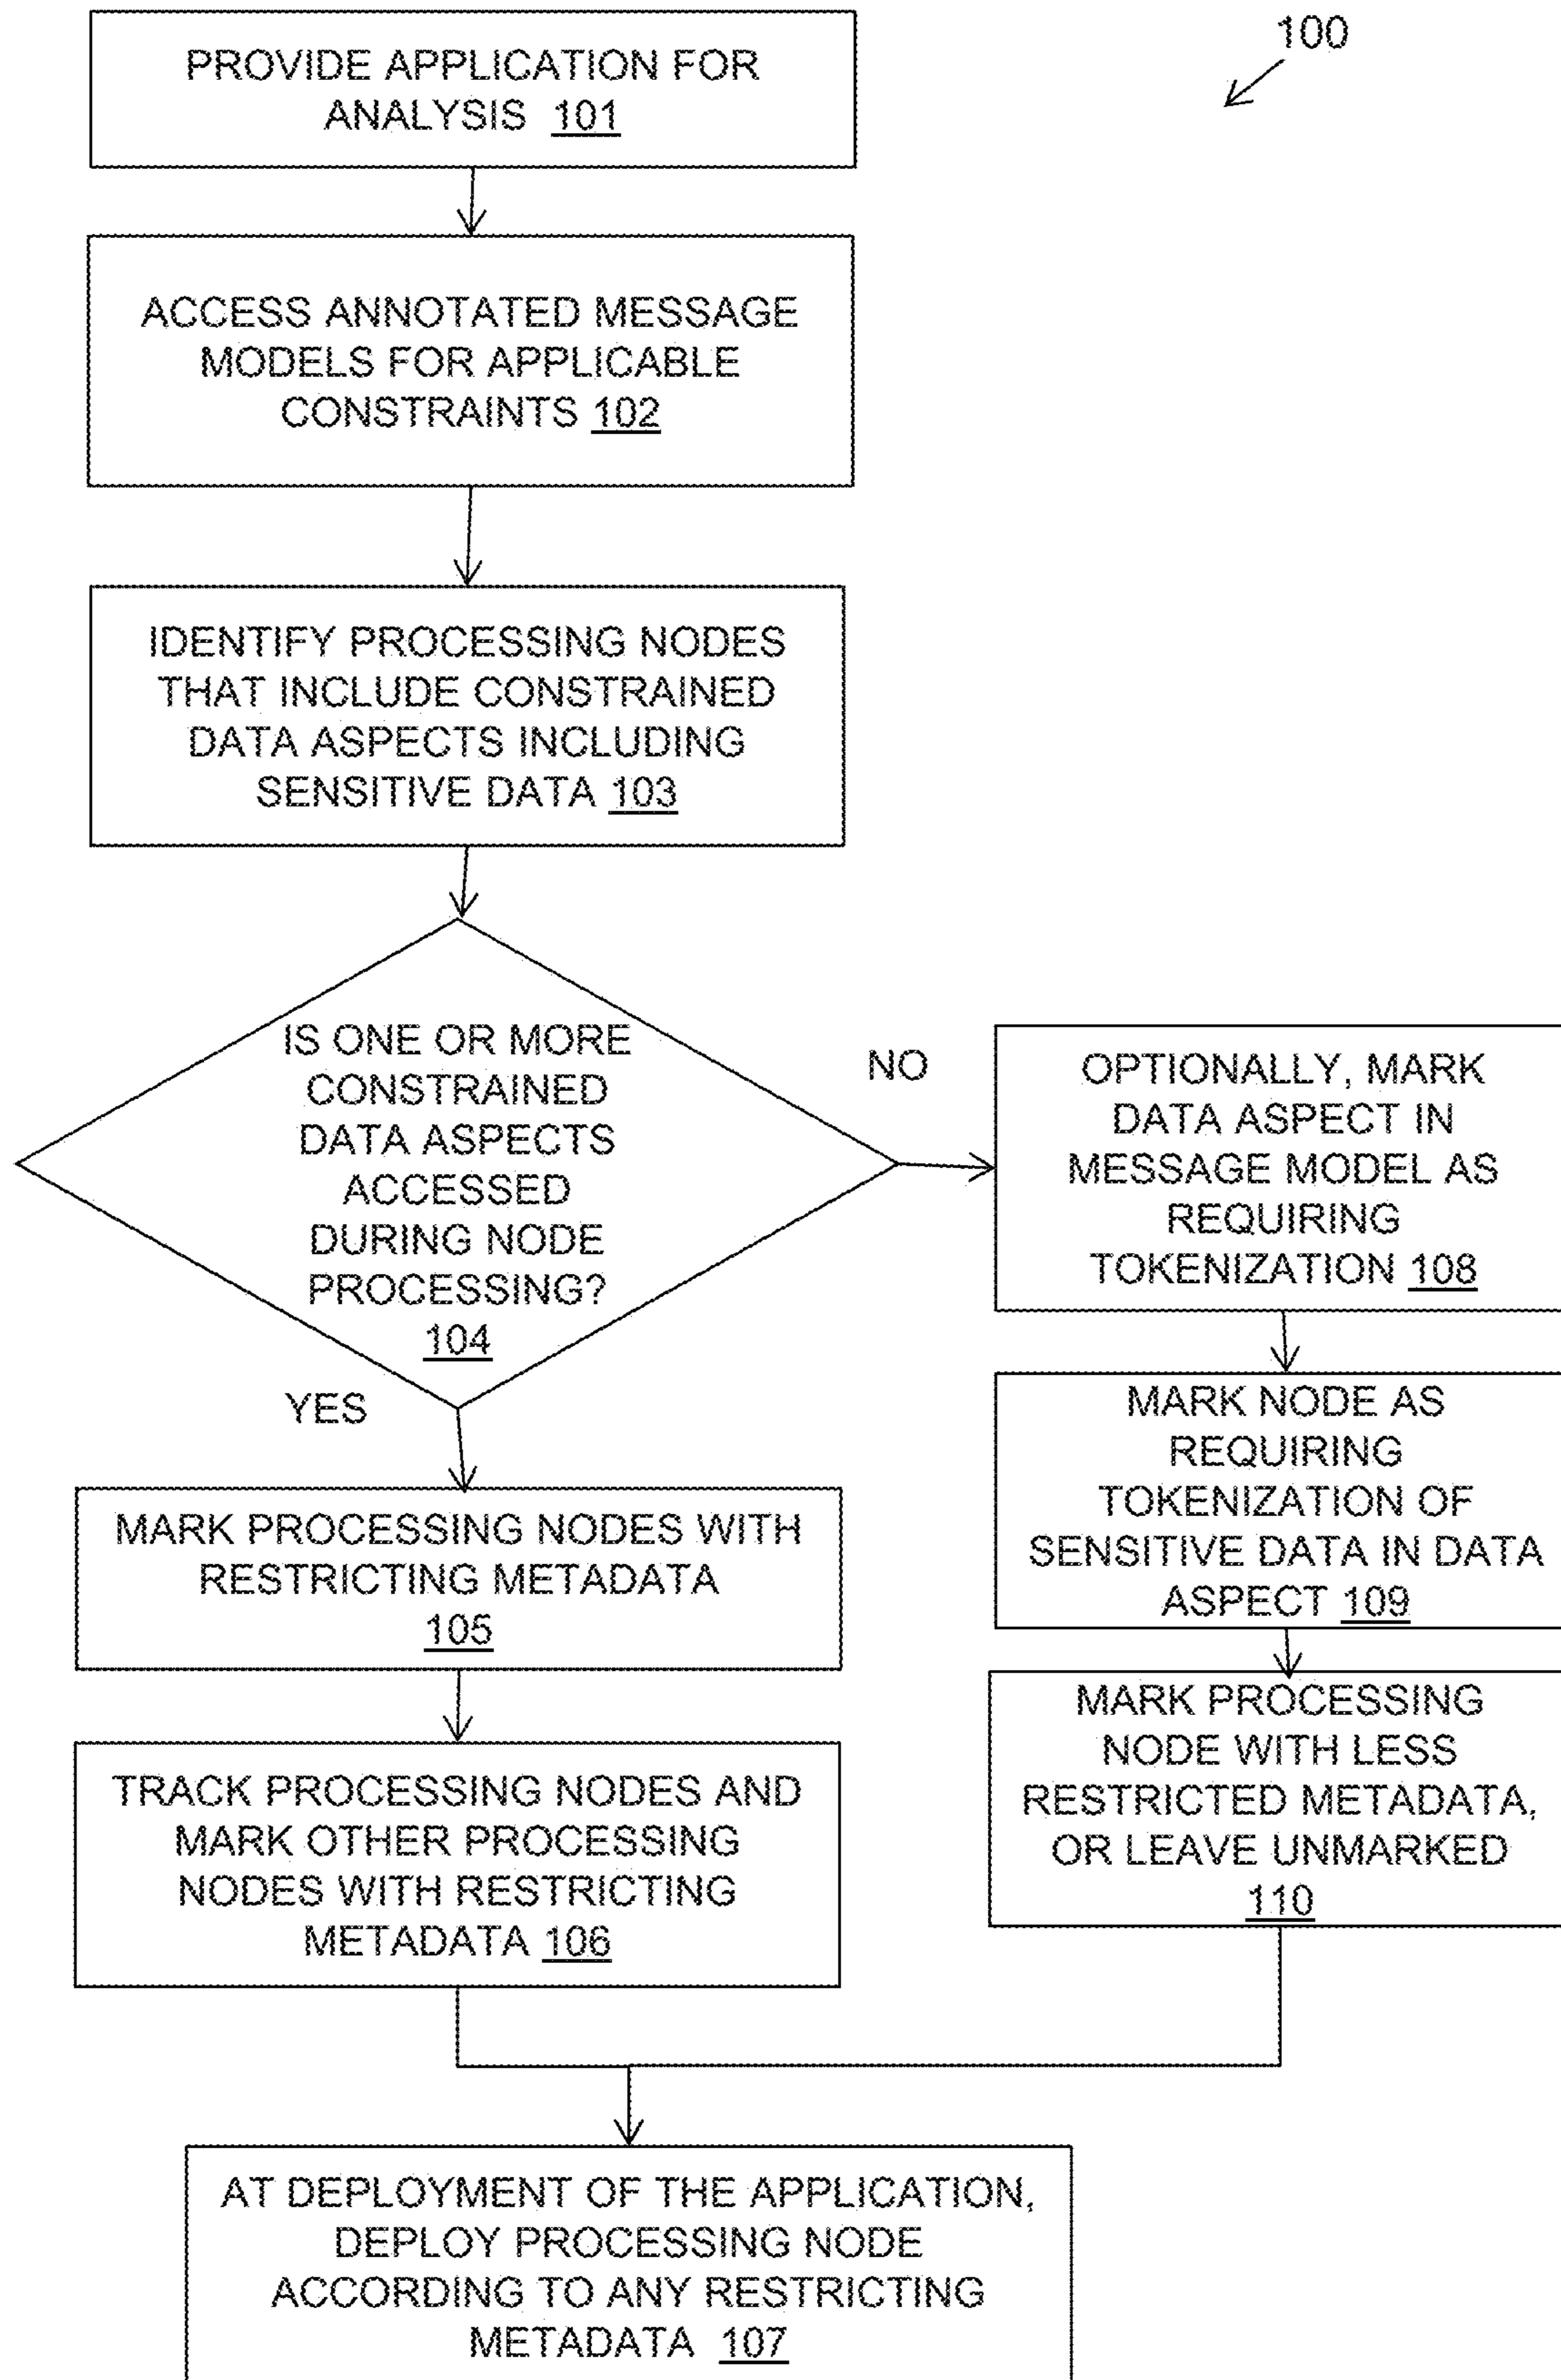 100
PROVIDE APPLICATION FOR
ANALYSIS 101
ACCESS ANNOTATED MESSAGE
MODELS FOR APPLICABLE
CONSTRAINTS 102
IDENTIFY PROCESSING NODES
THAT INCLUDE CONSTRAINED
DATA ASPECTS INCLUDING
SENSITIVE DATA 103
IS ONE OR MORE
CONSTRAINED
DATA ASPECTS
ACCESSED
DURING NODE
PROCESSING?
104
YES
MARK PROCESSING NODES WITH
RESTRICTING METADATA
105
TRACK PROCESSING NODES AND
MARK OTHER PROCESSING
NODES WITH RESTRICTING
METADATA 106
NO
OPTIONALLY, MARK
DATA ASPECT IN
MESSAGE MODEL AS
REQUIRING
TOKENIZATION 108
MARK NODE AS
REQUIRING
TOKENIZATION OF
SENSITIVE DATA IN DATA
ASPECT 109
MARK PROCESSING
NODE WITH LESS
RESTRICTED METADATA,
OR LEAVE UNMARKED
110
AT DEPLOYMENT OF THE APPLICATION,
DEPLOY PROCESSING NODE
ACCORDING TO ANY RESTRICTING
METADATA 107